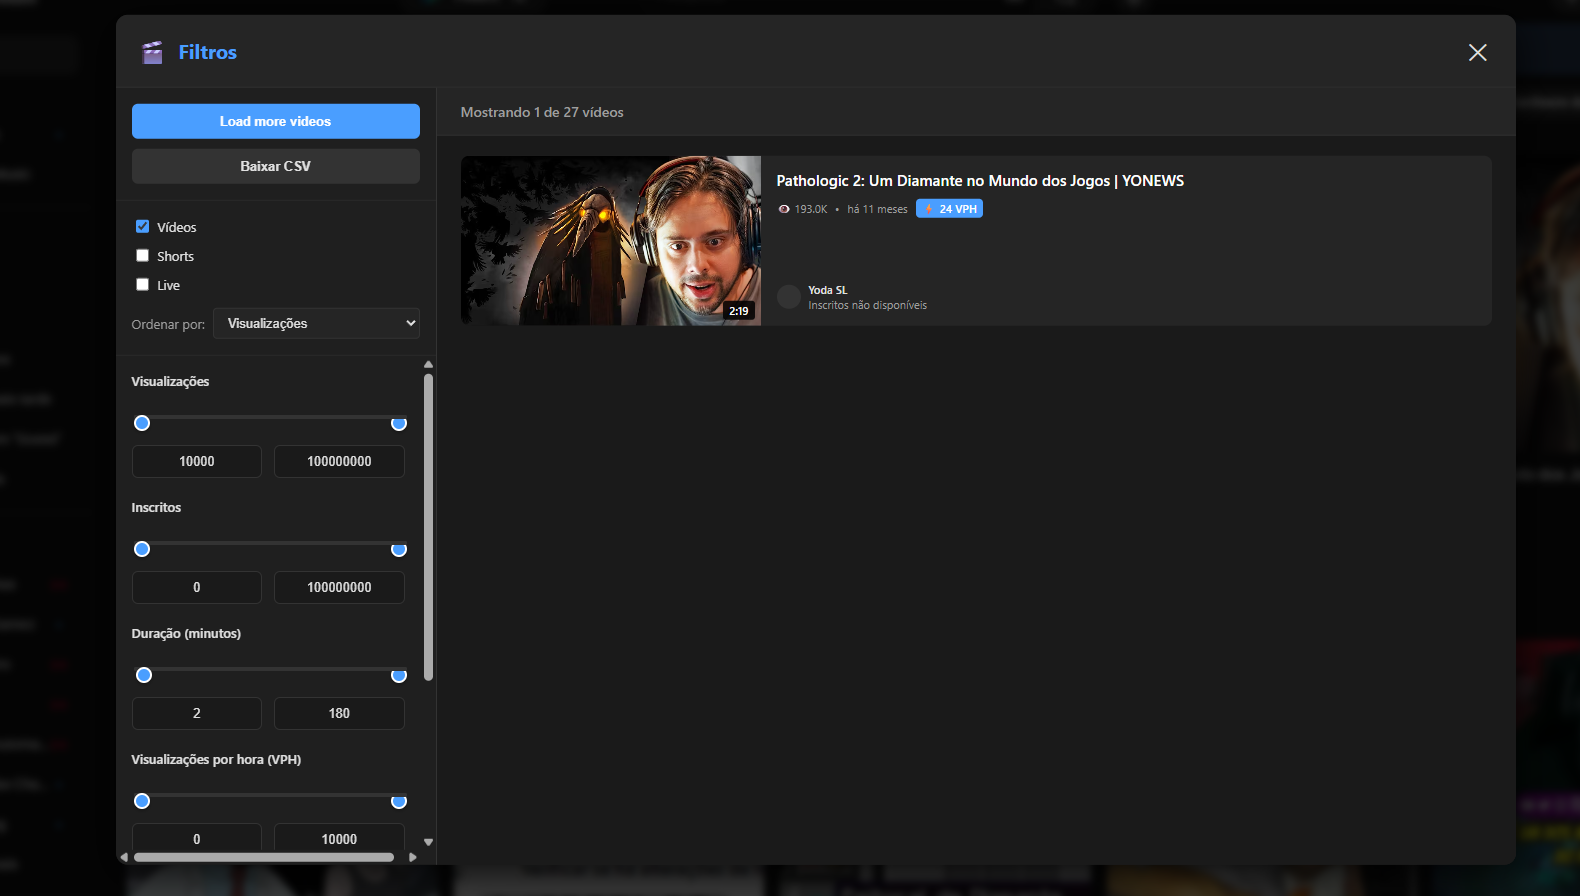 Filtros
Load more videos
Baixar CSV
Vídeos
Shorts
Live
Ordenar por: Visualizações
Visualizações
10000 100000000
Inscritos
0 100000000
Duração (minutos)
2 180
Visualizações por hora (VPH)
0 10000
Mostrando 1 de 27 vídeos
2:19
Pathologic 2: Um Diamante no Mundo dos Jogos | YONEWS
193.0K • há 11 meses 24 VPH
Yoda SL
Inscritos não disponíveis